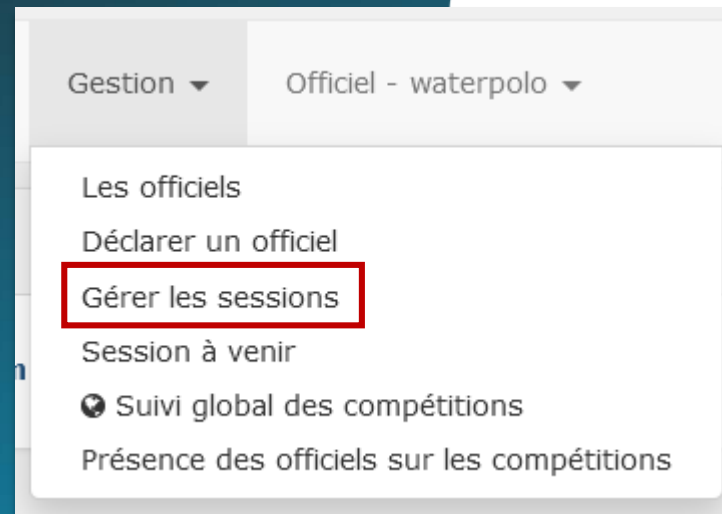 Gestion
Officiel - waterpolo
Les officiels
Déclarer un officiel
Gérer les sessions
Session à venir
Suivi global des compétitions
Présence des officiels sur les compétitions